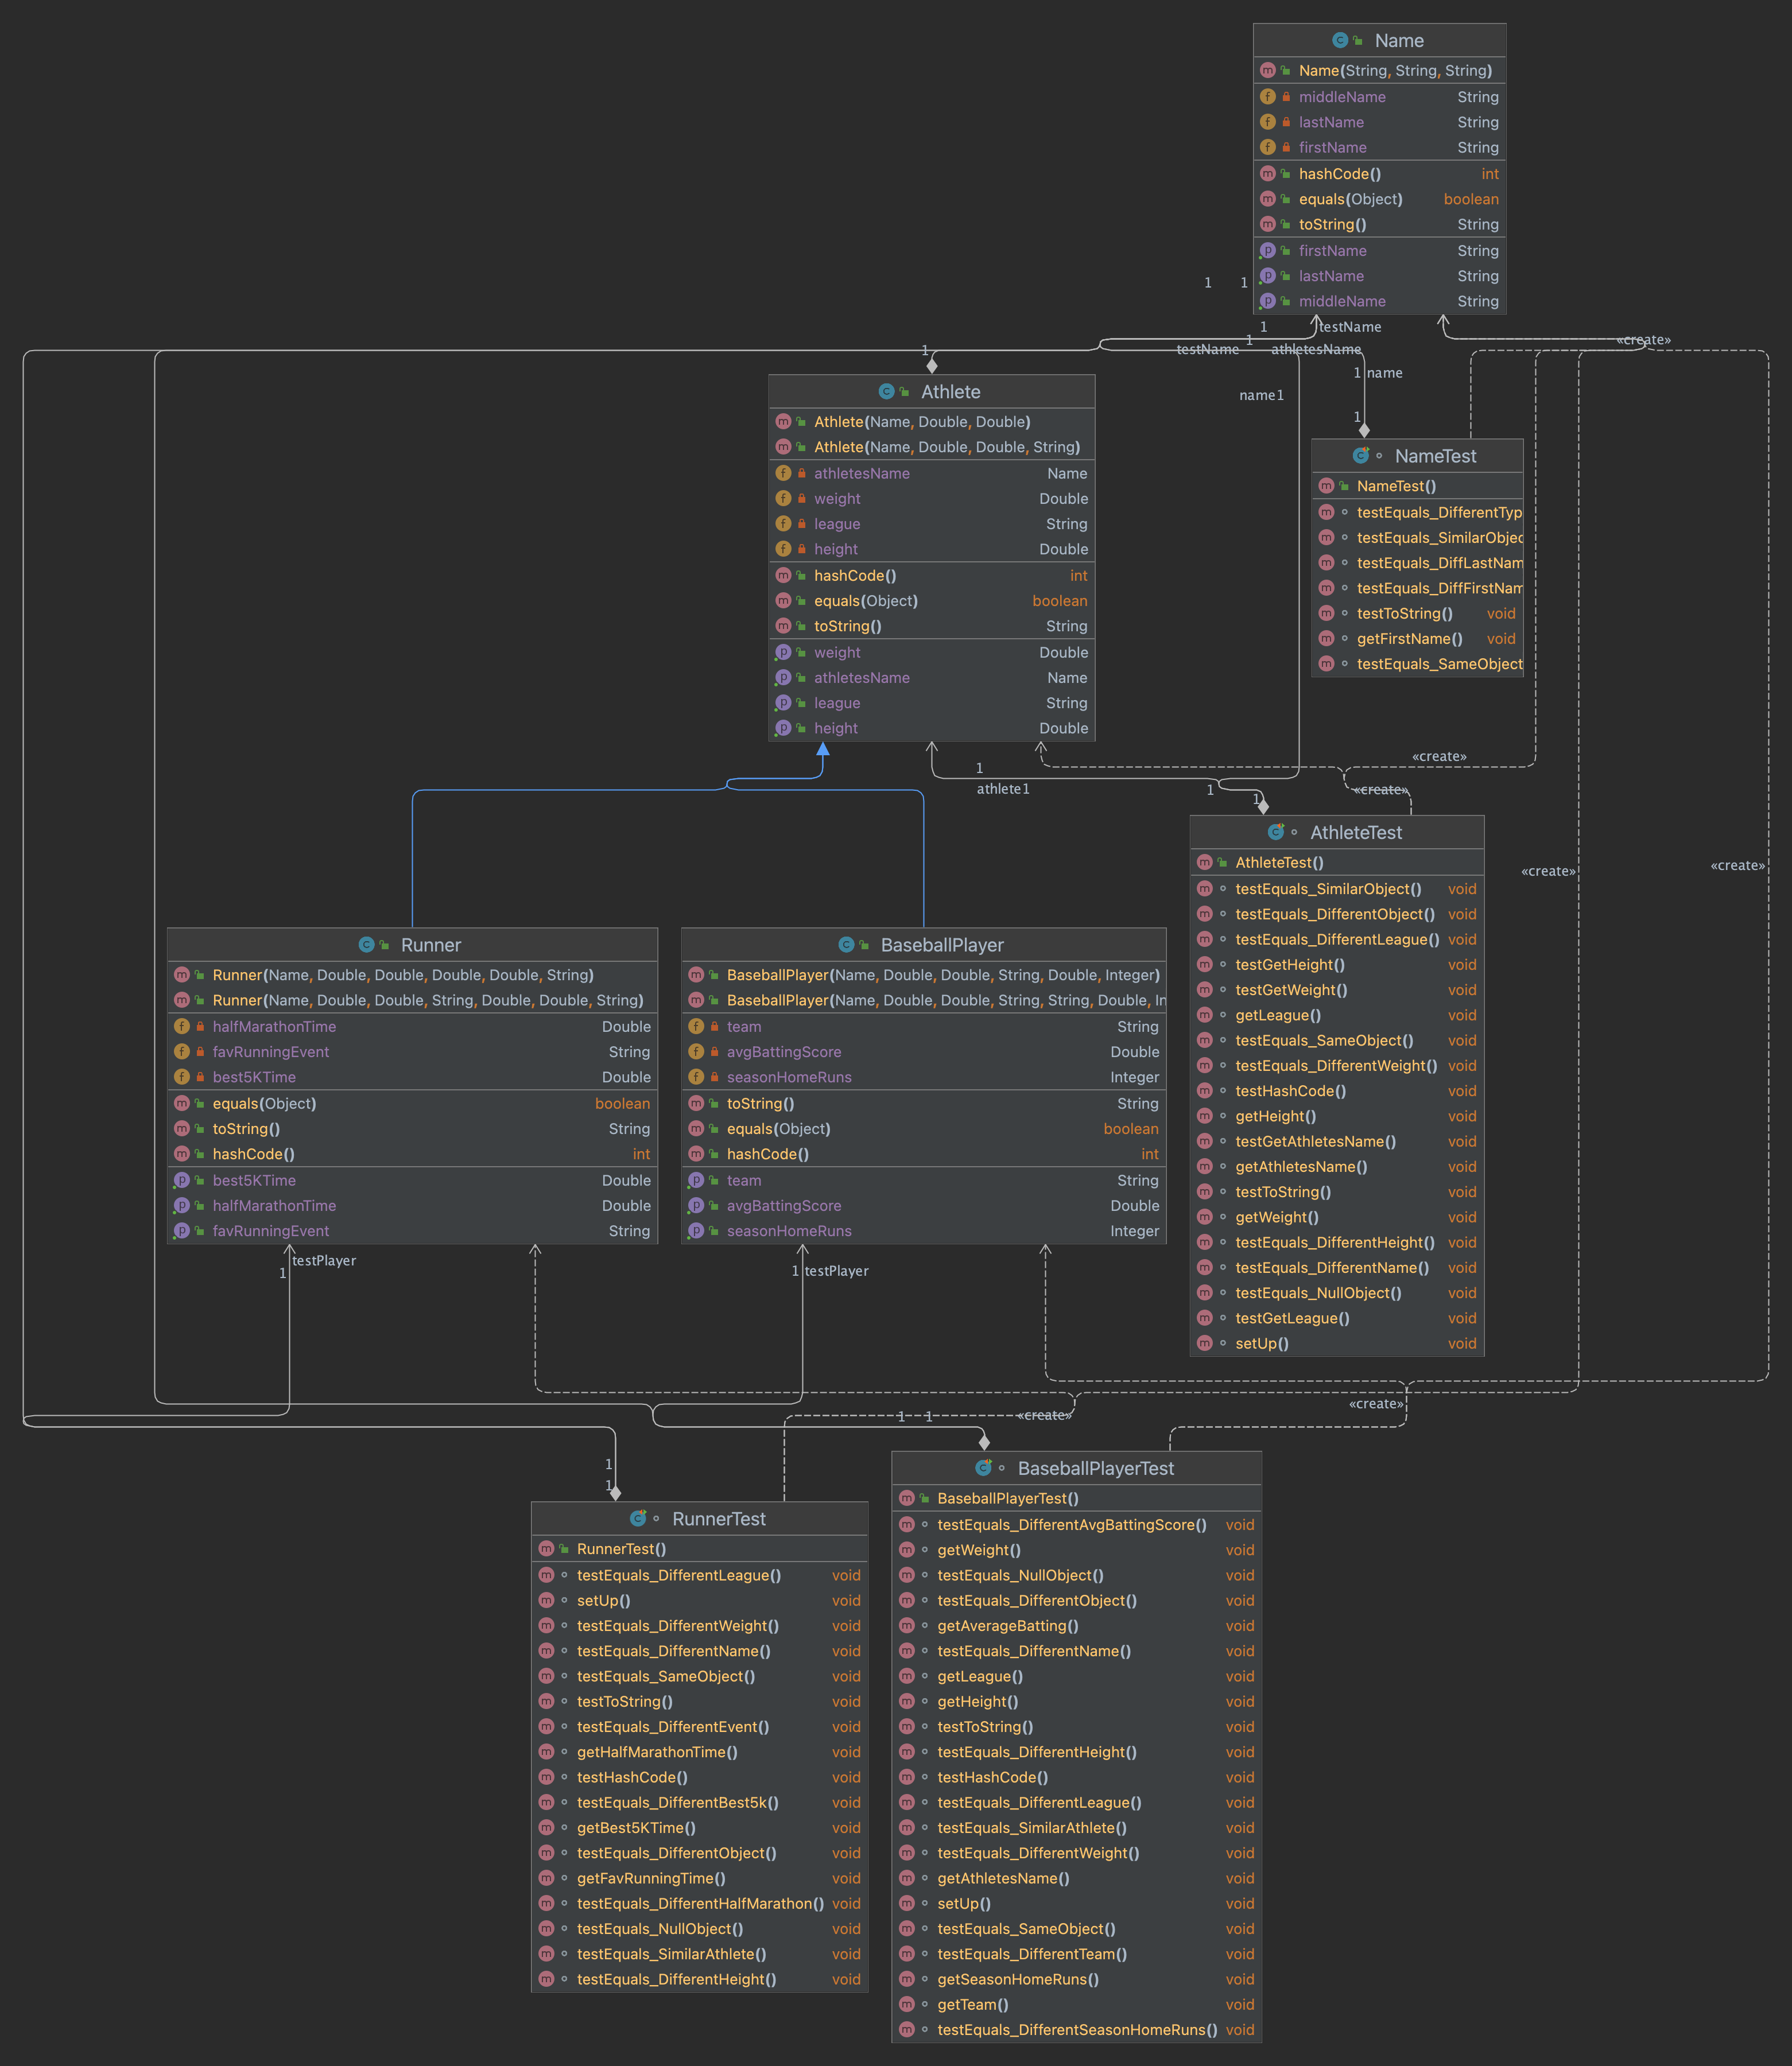 Name
Name(String, String, String)
middleName String
lastName String
firstName String
hashCode() int
equals(Object) boolean
toString() String
firstName String
lastName String
middleName String
1 1
1 testName
1
testName athletesName
«create»
1
1 name
name1
1
Athlete
Athlete(Name, Double, Double)
Athlete(Name, Double, Double, String)
athletesName Name
weight Double
league String
height Double
hashCode() int
equals(Object) boolean
toString() String
weight Double
athletesName Name
league String
height Double
NameTest
NameTest()
testEquals_DifferentTyp
testEquals_SimilarObjec
testEquals_DiffLastNam
testEquals_DiffFirstNam
testToString() void
getFirstName() void
testEquals_SameObject
«create»
1
athlete1
1
1
«create»
AthleteTest
AthleteTest()
testEquals_SimilarObject() void
testEquals_DifferentObject() void
testEquals_DifferentLeague() void
testGetHeight() void
testGetWeight() void
getLeague() void
testEquals_SameObject() void
testEquals_DifferentWeight() void
testHashCode() void
getHeight() void
testGetAthletesName() void
getAthletesName() void
testToString() void
getWeight() void
testEquals_DifferentHeight() void
testEquals_DifferentName() void
testEquals_NullObject() void
testGetLeague() void
setUp() void
«create»
«create»
Runner
Runner(Name, Double, Double, Double, Double, String)
Runner(Name, Double, Double, String, Double, Double, String)
halfMarathonTime Double
favRunningEvent String
best5KTime Double
equals(Object) boolean
toString() String
hashCode() int
best5KTime Double
halfMarathonTime Double
favRunningEvent String
BaseballPlayer
BaseballPlayer(Name, Double, Double, String, Double, Integer)
BaseballPlayer(Name, Double, Double, String, String, Double, In
team String
avgBattingScore Double
seasonHomeRuns Integer
toString() String
equals(Object) boolean
hashCode() int
team String
avgBattingScore Double
seasonHomeRuns Integer
testPlayer
1
1 testPlayer
«create»
1 1
«create»
1
1
RunnerTest
RunnerTest()
testEquals_DifferentLeague() void
setUp() void
testEquals_DifferentWeight() void
testEquals_DifferentName() void
testEquals_SameObject() void
testToString() void
testEquals_DifferentEvent() void
getHalfMarathonTime() void
testHashCode() void
testEquals_DifferentBest5k() void
getBest5KTime() void
testEquals_DifferentObject() void
getFavRunningTime() void
testEquals_DifferentHalfMarathon() void
testEquals_NullObject() void
testEquals_SimilarAthlete() void
testEquals_DifferentHeight() void
BaseballPlayerTest
BaseballPlayerTest()
testEquals_DifferentAvgBattingScore() void
getWeight() void
testEquals_NullObject() void
testEquals_DifferentObject() void
getAverageBatting() void
testEquals_DifferentName() void
getLeague() void
getHeight() void
testToString() void
testEquals_DifferentHeight() void
testHashCode() void
testEquals_DifferentLeague() void
testEquals_SimilarAthlete() void
testEquals_DifferentWeight() void
getAthletesName() void
setUp() void
testEquals_SameObject() void
testEquals_DifferentTeam() void
getSeasonHomeRuns() void
getTeam() void
testEquals_DifferentSeasonHomeRuns() void